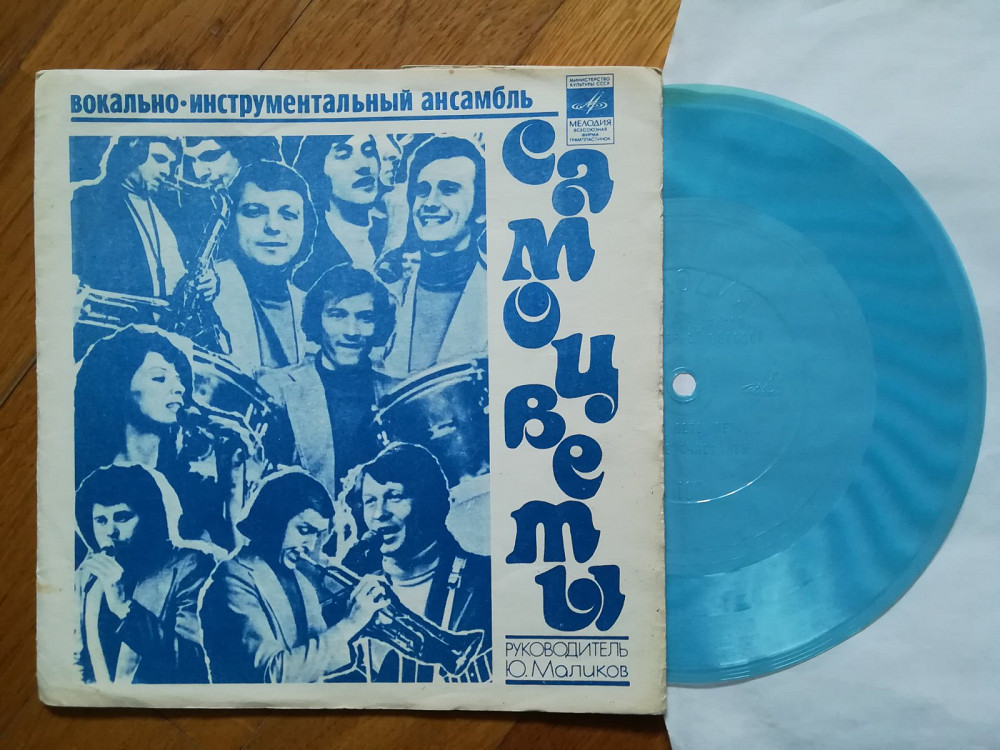 ВОКАЛЬНО-ИНСТРУМЕНТАЛЬНЫЙ АНСАМБЛЬ
МИНИСТЕРСТВО
КУЛЬТУРЫ СССР
МЕЛОДИЯ
ВСЕСОЮЗНАЯ
ФИРМА
ГРАМПЛАСТИНОК
Самоцветы
РУКОВОДИТЕЛЬ
Ю. Маликов